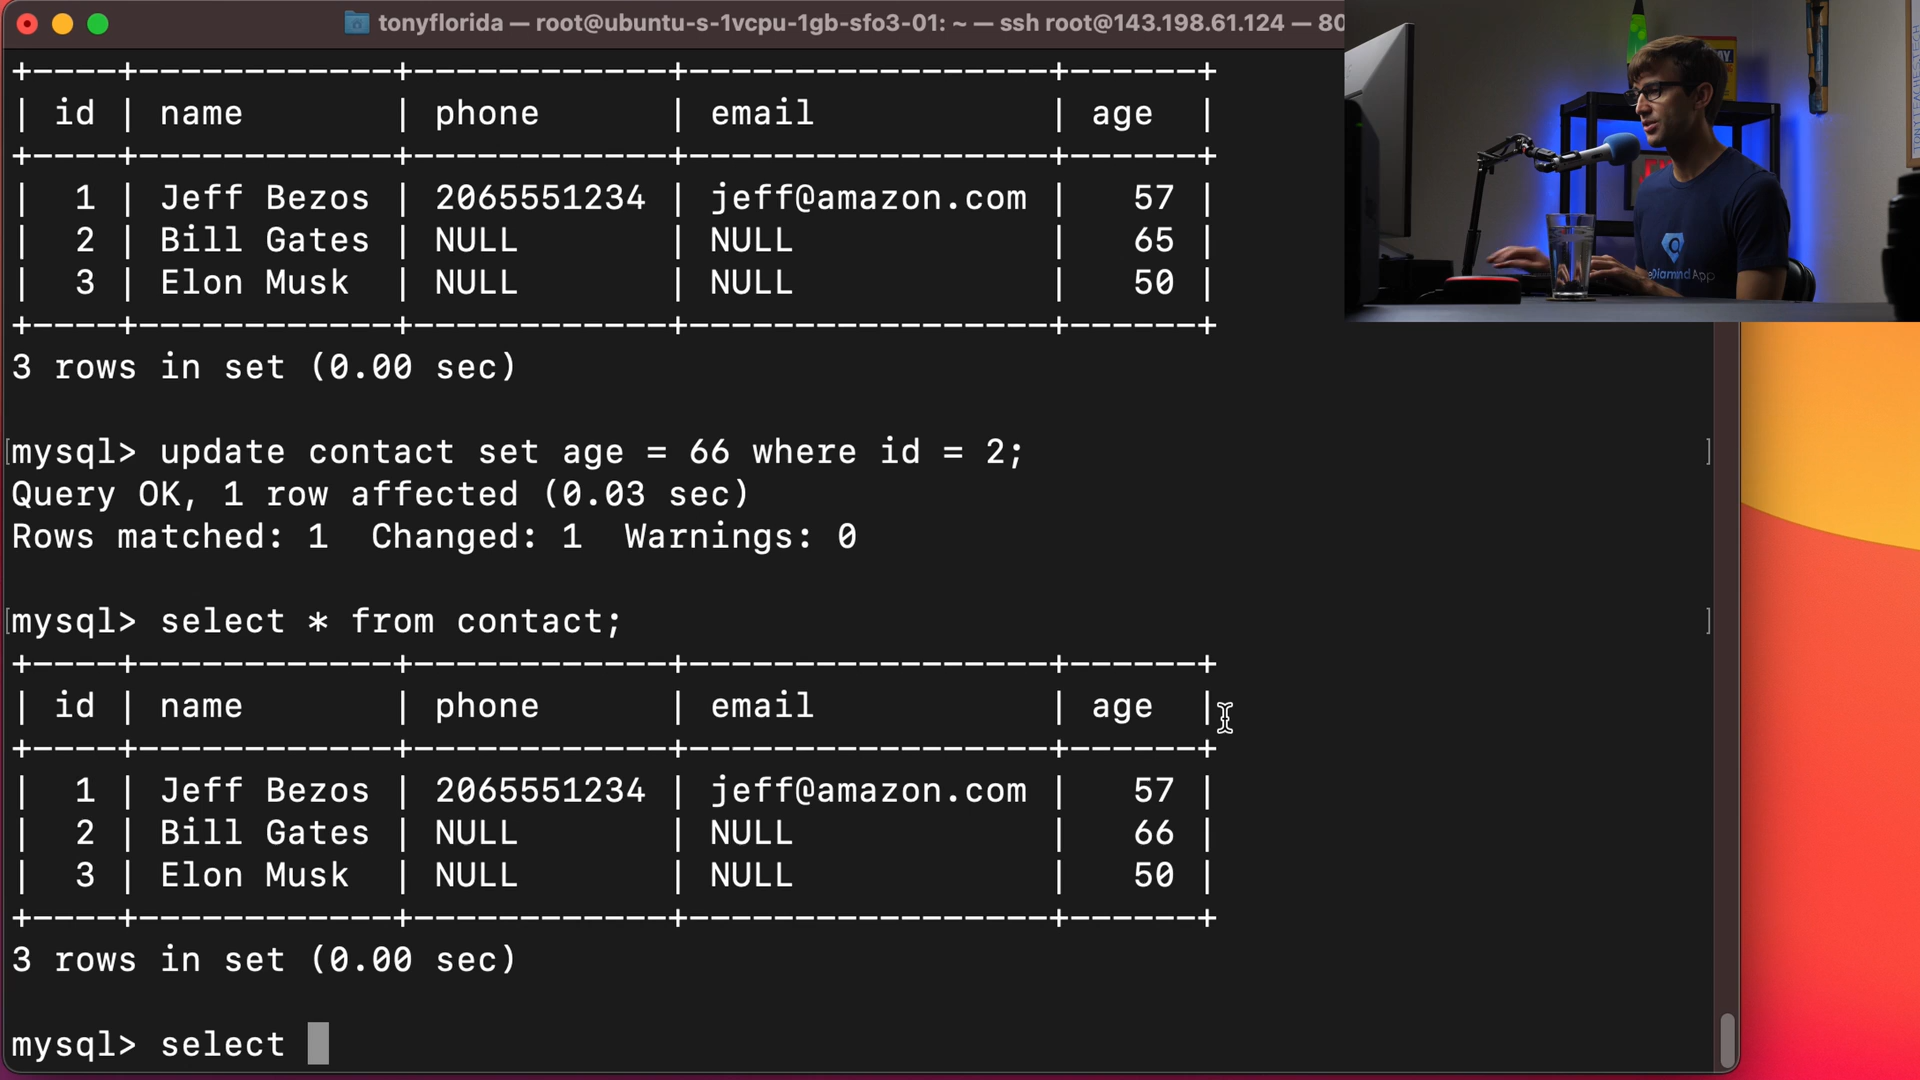 tonyflorida — root@ubuntu-s-1vcpu-1gb-sfo3-01: ~ — ssh root@143.198.61.124 — 80
+----+------------+-------------+------------------+------+
| id | name       | phone       | email            | age  |
+----+------------+-------------+------------------+------+
|  1 | Jeff Bezos | 2065551234 | jeff@amazon.com |   57 |
|  2 | Bill Gates | NULL       | NULL            |   65 |
|  3 | Elon Musk  | NULL       | NULL            |   50 |
+----+------------+-------------+------------------+------+
3 rows in set (0.00 sec)
[mysql> update contact set age = 66 where id = 2; ]
Query OK, 1 row affected (0.03 sec)
Rows matched: 1  Changed: 1  Warnings: 0
[mysql> select * from contact; ]
+----+------------+-------------+------------------+------+
| id | name       | phone       | email            | age  |
+----+------------+-------------+------------------+------+
|  1 | Jeff Bezos | 2065551234 | jeff@amazon.com |   57 |
|  2 | Bill Gates | NULL       | NULL            |   66 |
|  3 | Elon Musk  | NULL       | NULL            |   50 |
+----+------------+-------------+------------------+------+
3 rows in set (0.00 sec)
mysql> select